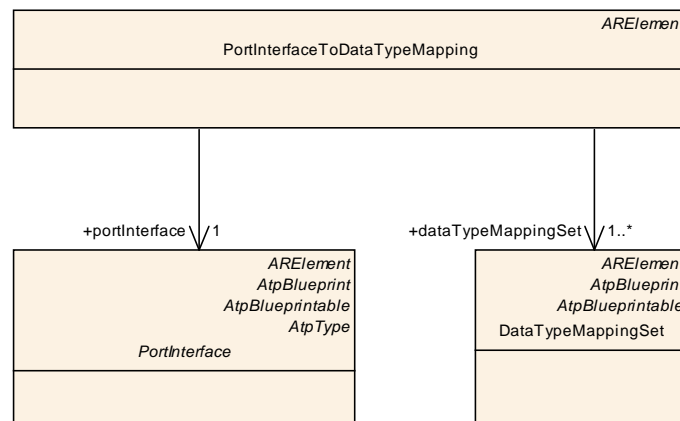 ARElemen
PortInterfaceToDataTypeMapping
+portInterface 1
+dataTypeMappingSet 1..*
ARElement
AtpBlueprint
AtpBlueprintable
AtpType
PortInterface
ARElemen
AtpBlueprin
AtpBlueprintable
DataTypeMappingSet